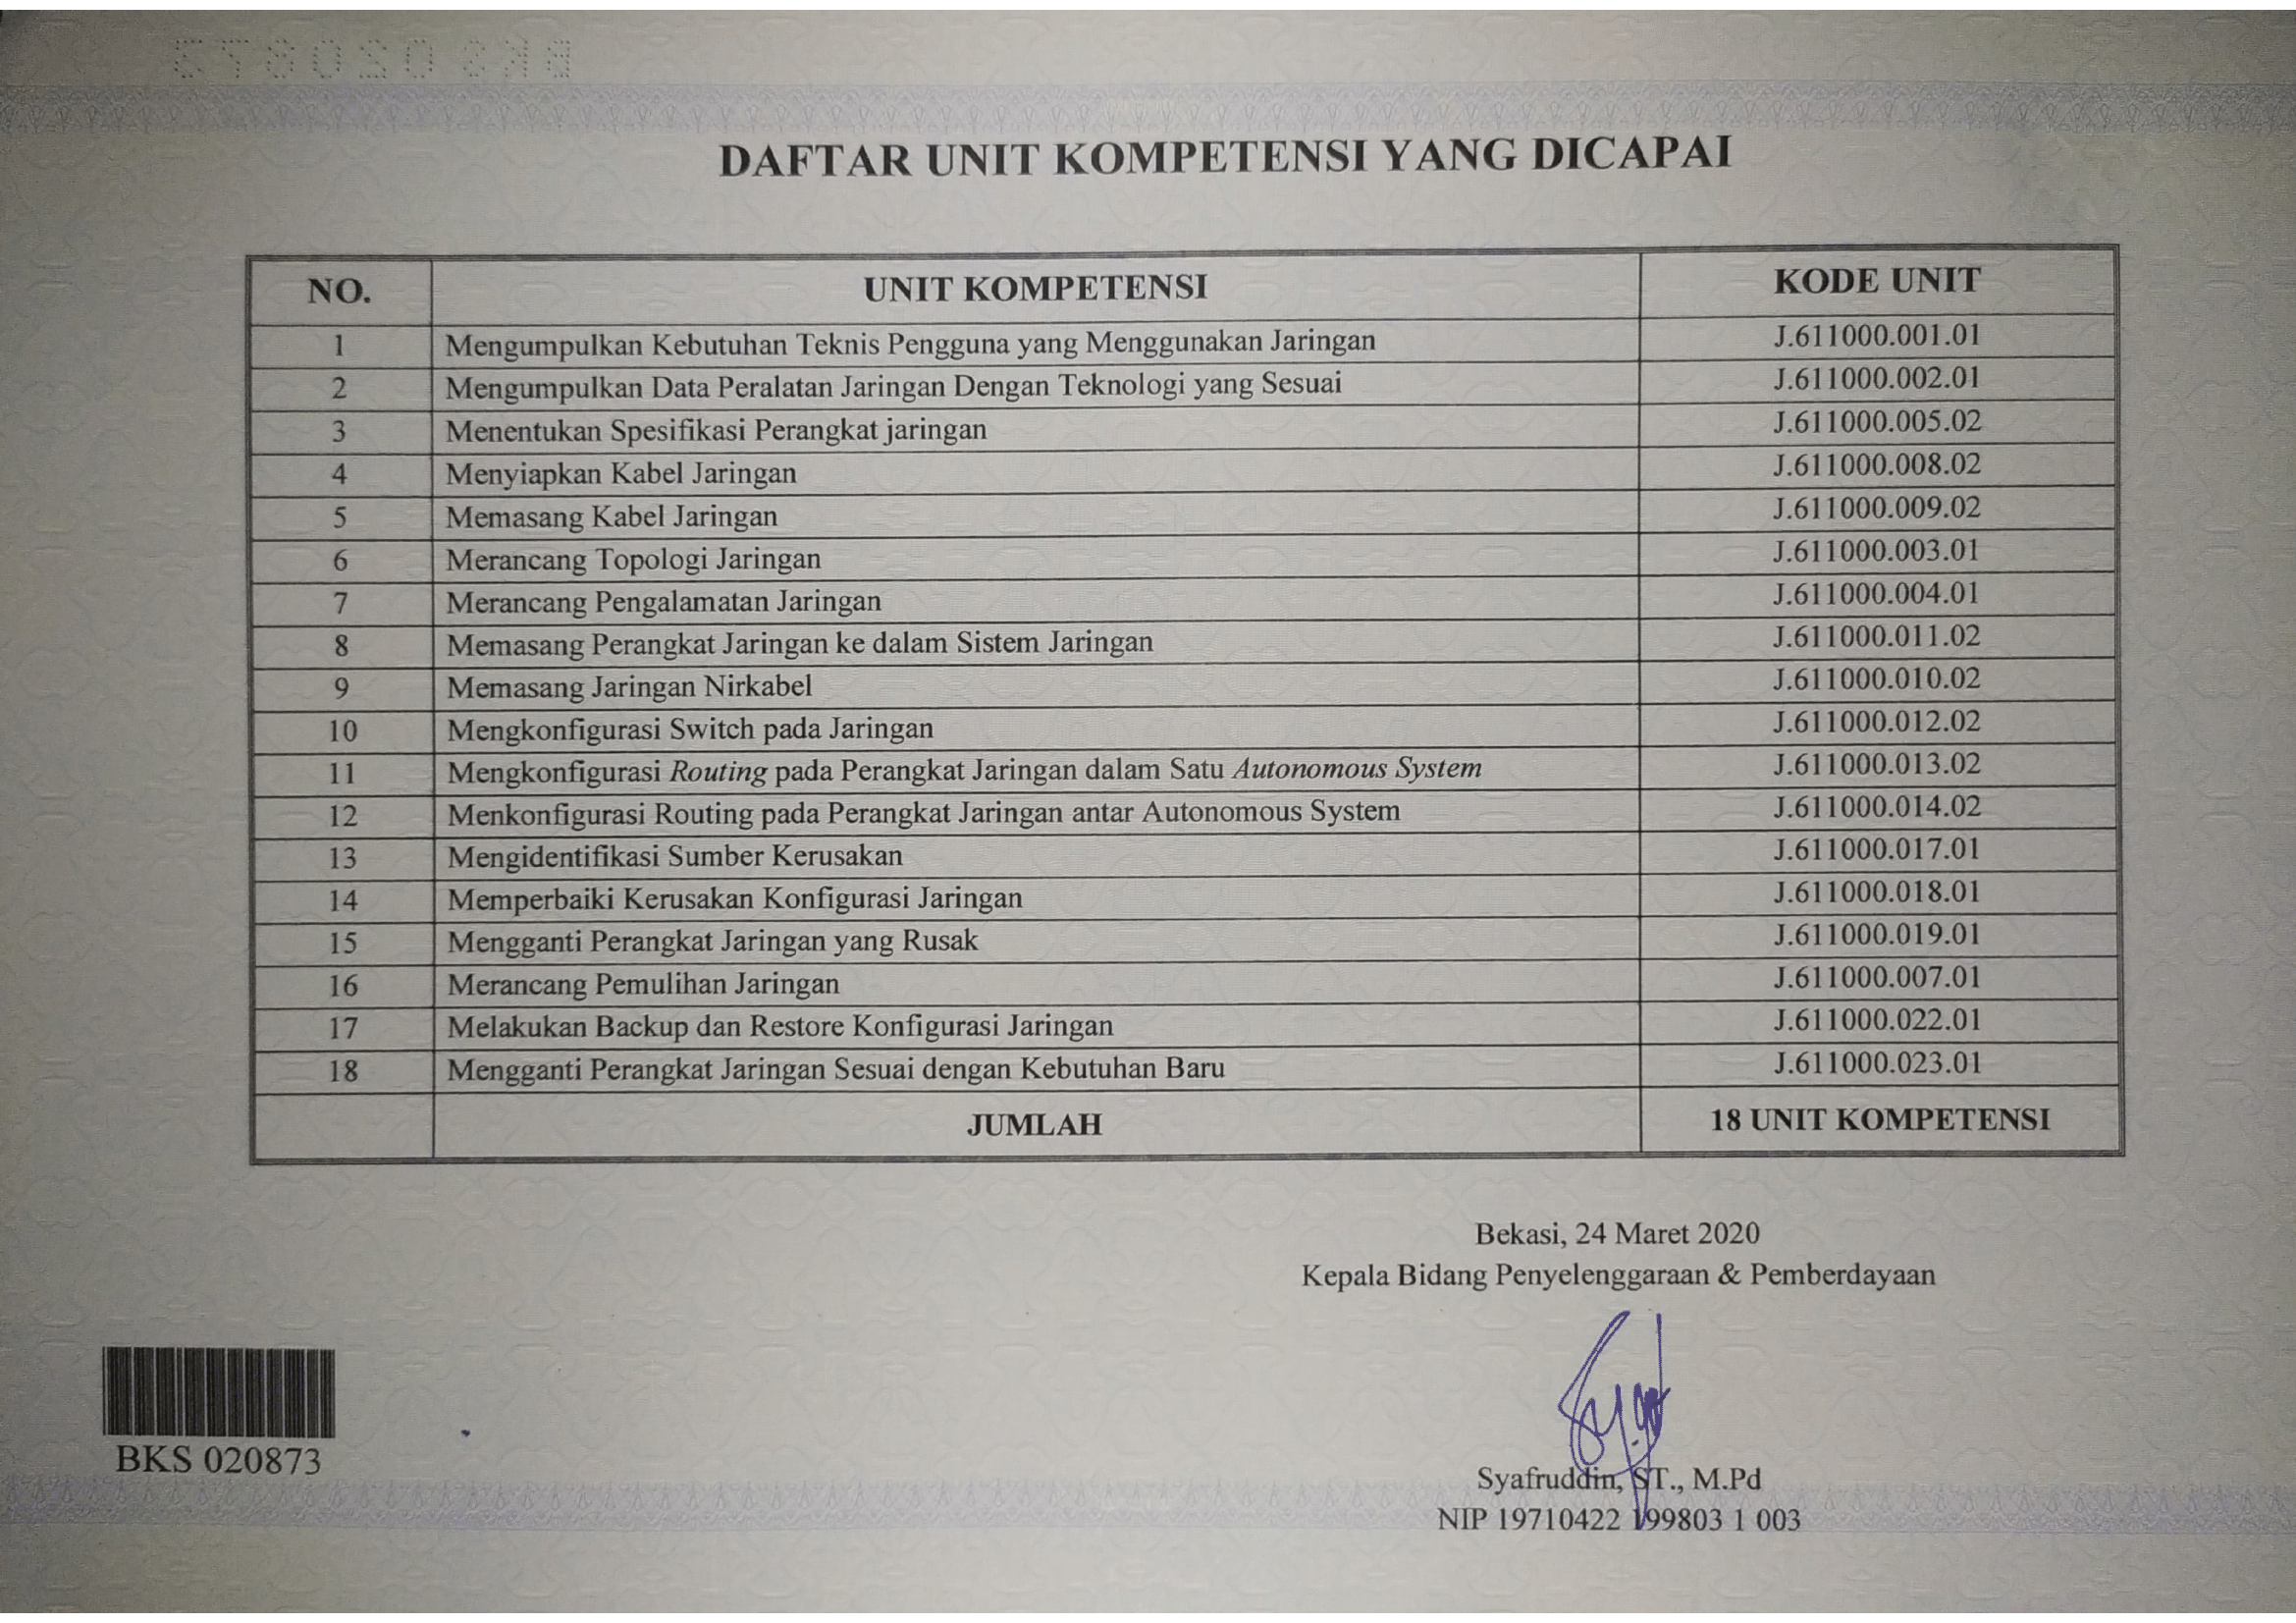 BKS 020873
DAFTAR UNIT KOMPETENSI YANG DICAPAI
NO. UNIT KOMPETENSI KODE UNIT
1 Mengumpulkan Kebutuhan Teknis Pengguna yang Menggunakan Jaringan J.611000.001.01
2 Mengumpulkan Data Peralatan Jaringan Dengan Teknologi yang Sesuai J.611000.002.01
3 Menentukan Spesifikasi Perangkat jaringan J.611000.005.02
4 Menyiapkan Kabel Jaringan J.611000.008.02
5 Memasang Kabel Jaringan J.611000.009.02
6 Merancang Topologi Jaringan J.611000.003.01
7 Merancang Pengalamatan Jaringan J.611000.004.01
8 Memasang Perangkat Jaringan ke dalam Sistem Jaringan J.611000.011.02
9 Memasang Jaringan Nirkabel J.611000.010.02
10 Mengkonfigurasi Switch pada Jaringan J.611000.012.02
11 Mengkonfigurasi Routing pada Perangkat Jaringan dalam Satu Autonomous System J.611000.013.02
12 Menkonfigurasi Routing pada Perangkat Jaringan antar Autonomous System J.611000.014.02
13 Mengidentifikasi Sumber Kerusakan J.611000.017.01
14 Memperbaiki Kerusakan Konfigurasi Jaringan J.611000.018.01
15 Mengganti Perangkat Jaringan yang Rusak J.611000.019.01
16 Merancang Pemulihan Jaringan J.611000.007.01
17 Melakukan Backup dan Restore Konfigurasi Jaringan J.611000.022.01
18 Mengganti Perangkat Jaringan Sesuai dengan Kebutuhan Baru J.611000.023.01
JUMLAH 18 UNIT KOMPETENSI
Bekasi, 24 Maret 2020
Kepala Bidang Penyelenggaraan & Pemberdayaan
BKS 020873
Syafruddin, ST., M.Pd
NIP 19710422 199803 1 003